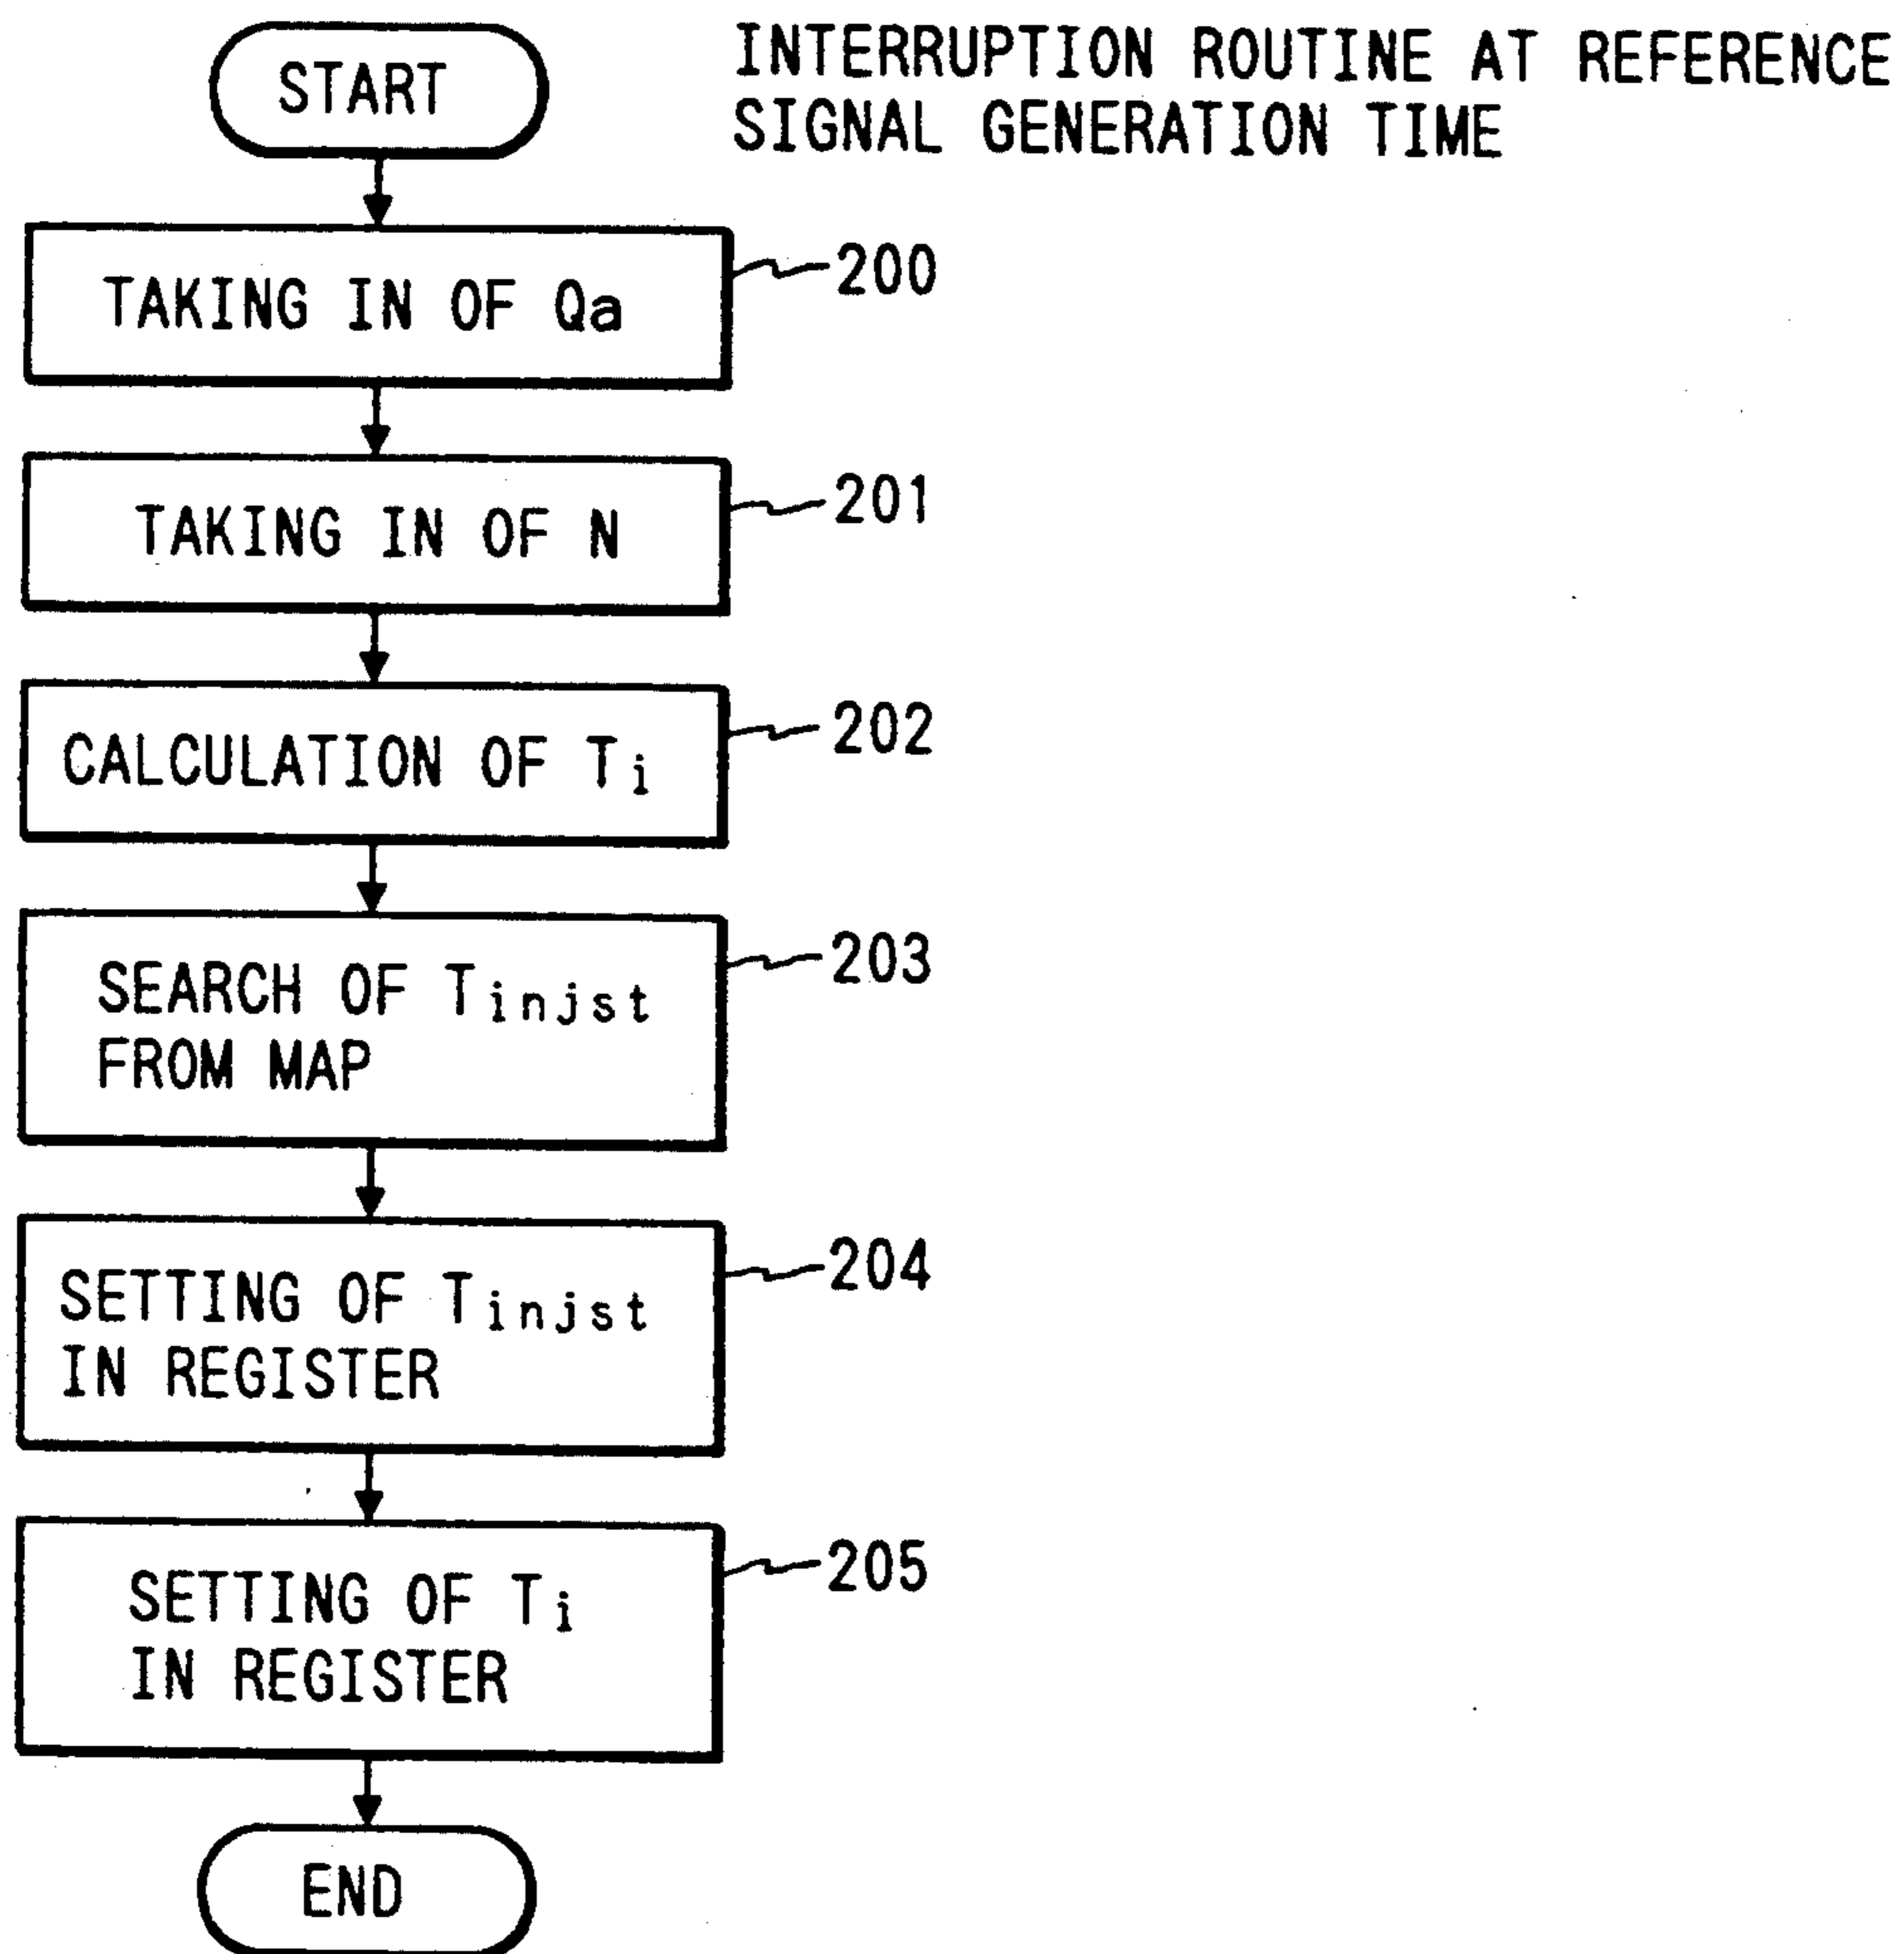 START
INTERRUPTION ROUTINE AT REFERENCE
SIGNAL GENERATION TIME
TAKING IN OF Qa
200
TAKING IN OF N
201
CALCULATION OF Ti
202
SEARCH OF Tinjst
FROM MAP
203
SETTING OF Tinjst
IN REGISTER
204
SETTING OF Ti
IN REGISTER
205
END